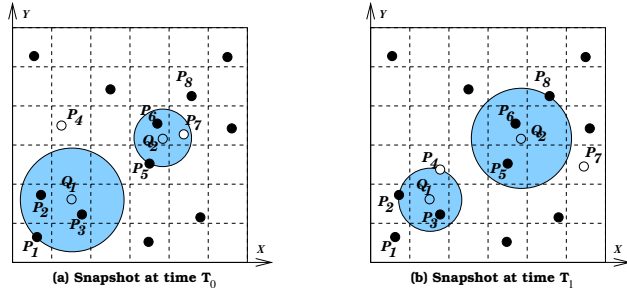 Y
P8
P6
P4
P7
Q2
P5
Q1
P2
P3
P1
X
(a) Snapshot at time T0
Y
P8
P6
Q2
P4
P7
P5
Q1
P2
P3
P1
X
(b) Snapshot at time T1